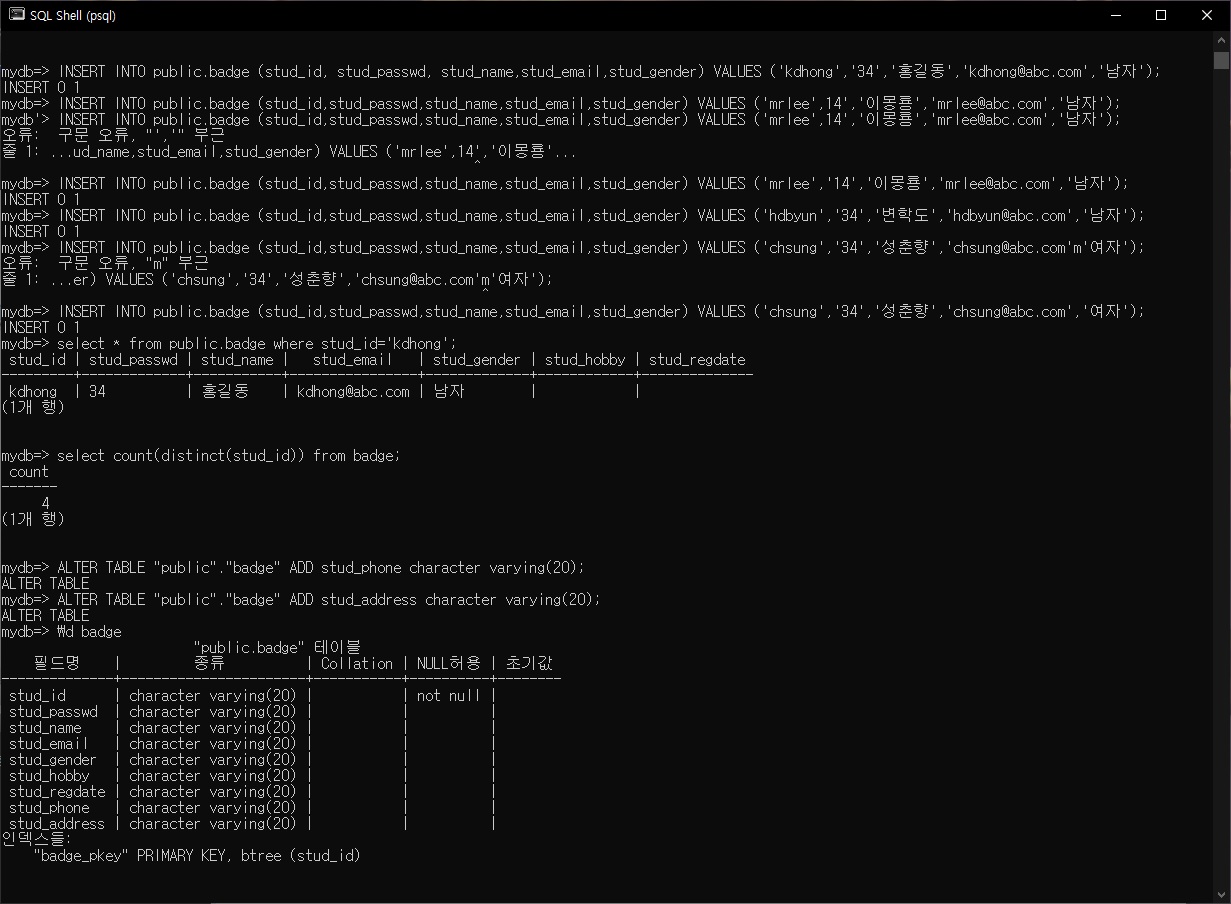 SQL Shell (psql)
mydb=> INSERT INTO public.badge (stud_id, stud_passwd, stud_name,stud_email,stud_gender) VALUES ('kdhong','34','홍길동','kdhong@abc.com','남자');
INSERT 0 1
mydb=> INSERT INTO public.badge (stud_id,stud_passwd,stud_name,stud_email,stud_gender) VALUES ('mrlee',14','이몽룡','mrlee@abc.com','남자');
mydb'> INSERT INTO public.badge (stud_id,stud_passwd,stud_name,stud_email,stud_gender) VALUES ('mrlee',14','이몽룡','mrlee@abc.com','남자');
오류:  구문 오류, "','" 부근
줄 1: ...ud_name,stud_email,stud_gender) VALUES ('mrlee',14','이몽룡'...
^
mydb=> INSERT INTO public.badge (stud_id,stud_passwd,stud_name,stud_email,stud_gender) VALUES ('mrlee','14','이몽룡','mrlee@abc.com','남자');
INSERT 0 1
mydb=> INSERT INTO public.badge (stud_id,stud_passwd,stud_name,stud_email,stud_gender) VALUES ('hdbyun','34','변학도','hdbyun@abc.com','남자');
INSERT 0 1
mydb=> INSERT INTO public.badge (stud_id,stud_passwd,stud_name,stud_email,stud_gender) VALUES ('chsung','34','성춘향','chsung@abc.com'm'여자');
오류:  구문 오류, "m" 부근
줄 1: ...er) VALUES ('chsung','34','성춘향','chsung@abc.com'm'여자');
^
mydb=> INSERT INTO public.badge (stud_id,stud_passwd,stud_name,stud_email,stud_gender) VALUES ('chsung','34','성춘향','chsung@abc.com','여자');
INSERT 0 1
mydb=> select * from public.badge where stud_id='kdhong';
 stud_id | stud_passwd | stud_name |   stud_email   | stud_gender | stud_hobby | stud_regdate
---------+-------------+-----------+----------------+-------------+------------+--------------
 kdhong  | 34          | 홍길동    | kdhong@abc.com | 남자        |            |
(1개 행)
mydb=> select count(distinct(stud_id)) from badge;
 count
-------
     4
(1개 행)
mydb=> ALTER TABLE "public"."badge" ADD stud_phone character varying(20);
ALTER TABLE
mydb=> ALTER TABLE "public"."badge" ADD stud_address character varying(20);
ALTER TABLE
mydb=> ₩d badge
"public.badge" 테이블
    필드명    |         종류          | Collation | NULL허용 | 초기값
--------------+-----------------------+-----------+----------+--------
 stud_id      | character varying(20) |           | not null |
 stud_passwd  | character varying(20) |           |          |
 stud_name    | character varying(20) |           |          |
 stud_email   | character varying(20) |           |          |
 stud_gender  | character varying(20) |           |          |
 stud_hobby   | character varying(20) |           |          |
 stud_regdate | character varying(20) |           |          |
 stud_phone   | character varying(20) |           |          |
 stud_address | character varying(20) |           |          |
인덱스들:
    "badge_pkey" PRIMARY KEY, btree (stud_id)